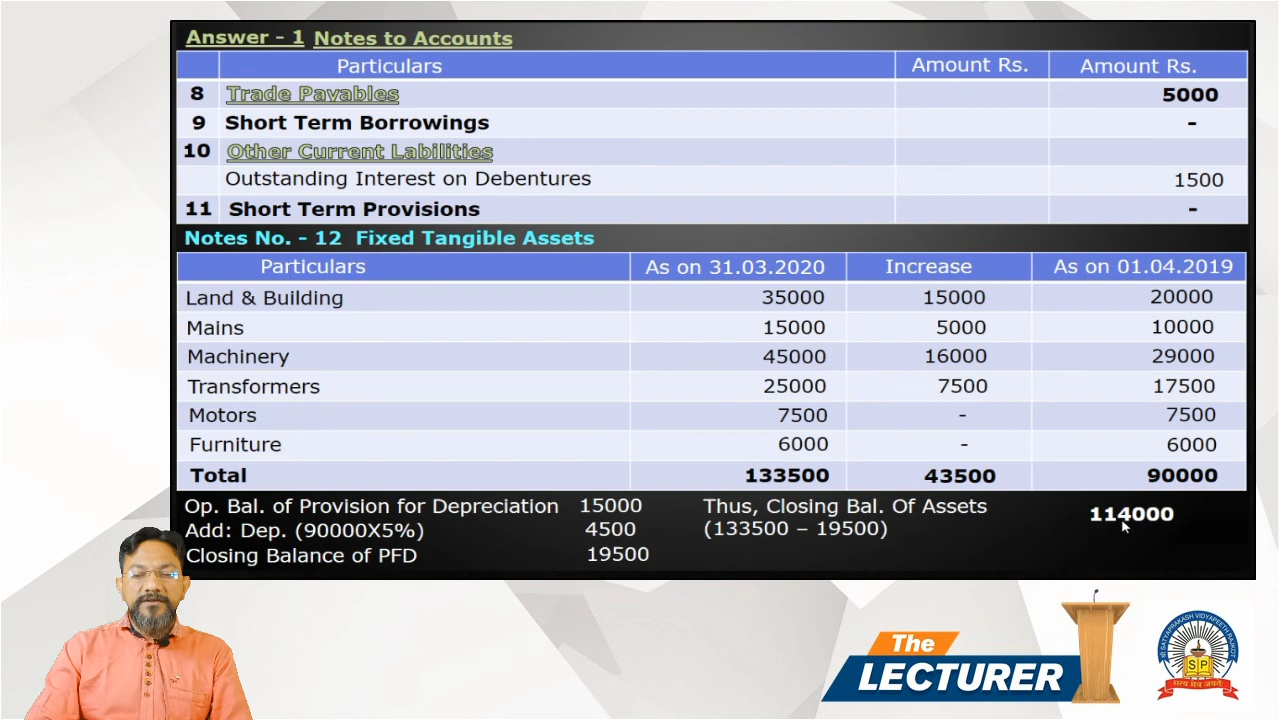 Answer - 1 Notes to Accounts
Particulars Amount Rs. Amount Rs.
8 Trade Payables 5000
9 Short Term Borrowings -
10 Other Current Labilities
Outstanding Interest on Debentures 1500
11 Short Term Provisions -
Notes No. - 12 Fixed Tangible Assets
Particulars As on 31.03.2020 Increase As on 01.04.2019
Land & Building 35000 15000 20000
Mains 15000 5000 10000
Machinery 45000 16000 29000
Transformers 25000 7500 17500
Motors 7500 - 7500
Furniture 6000 - 6000
Total 133500 43500 90000
Op. Bal. of Provision for Depreciation 15000 Thus, Closing Bal. Of Assets 114000
Add: Dep. (90000X5%) 4500 (133500 – 19500)
Closing Balance of PFD 19500
The
LECTURER
SATYAPRAKASH VIDYAPEETH RAJKOT
S P
सत्य मेव जयते